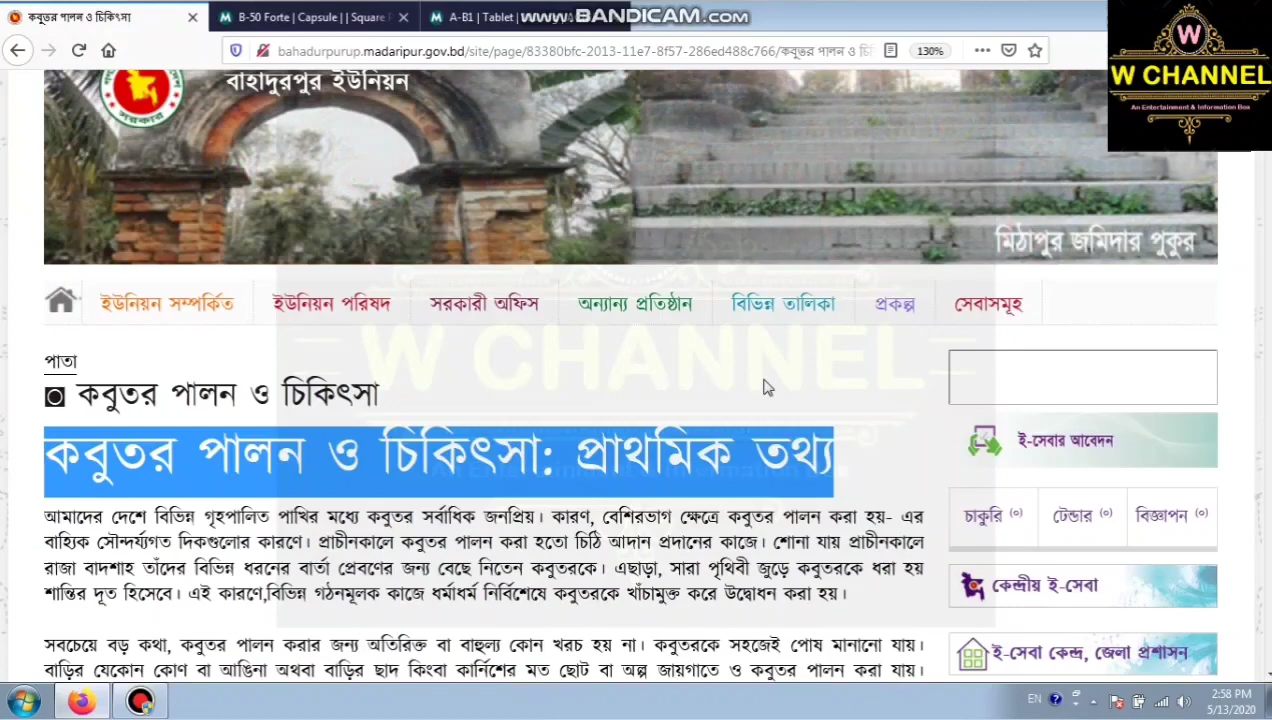 কবুতর পালন ও চিকিৎসা
B-50 Forte | Capsule | | Square
A-B1 | Tablet |
www.BANDICAM.com
bahadurpurup.madaripur.gov.bd/site/page/83380bfc-2013-11e7-8f57-286ed488c766/কবুতর পালন ও চি
130%
W
W CHANNEL
An Entertainment & Information Box
বাহাদুরপুর ইউনিয়ন
সরকার
মিঠাপুর জমিদার পুকুর
ইউনিয়ন সম্পর্কিত ইউনিয়ন পরিষদ সরকারী অফিস অন্যান্য প্রতিষ্ঠান বিভিন্ন তালিকা প্রকল্প সেবাসমূহ
W CHANNEL
পাতা
কবুতর পালন ও চিকিৎসা
কবুতর পালন ও চিকিৎসা: প্রাথমিক তথ্য
আমাদের দেশে বিভিন্ন গৃহপালিত পাখির মধ্যে কবুতর সর্বাধিক জনপ্রিয়। কারণ, বেশিরভাগ ক্ষেত্রে কবুতর পালন করা হয়- এর
বাহ্যিক সৌন্দর্য্যগত দিকগুলোর কারণে। প্রাচীনকালে কবুতর পালন করা হতো চিঠি আদান প্রদানের কাজে। শোনা যায় প্রাচীনকালে
রাজা বাদশাহ তাঁদের বিভিন্ন ধরনের বার্তা প্রেবণের জন্য বেছে নিতেন কবুতরকে। এছাড়া, সারা পৃথিবী জুড়ে কবুতরকে ধরা হয়
শান্তির দূত হিসেবে। এই কারণে,বিভিন্ন গঠনমূলক কাজে ধর্মাধর্ম নির্বিশেষে কবুতরকে খাঁচামুক্ত করে উদ্বোধন করা হয়।
সবচেয়ে বড় কথা, কবুতর পালন করার জন্য অতিরিক্ত বা বাহুল্য কোন খরচ হয় না। কবুতরকে সহজেই পোষ মানানো যায়।
বাড়ির যেকোন কোণ বা আঙিনা অথবা বাড়ির ছাদ কিংবা কার্নিশের মত ছোট বা অল্প জায়গাতে ও কবুতর পালন করা যায়।
ই-সেবার আবেদন
চাকুরি (০) টেন্ডার (০) বিজ্ঞাপন (০)
কেন্দ্রীয় ই-সেবা
ই-সেবা কেন্দ্র, জেলা প্রশাসন
EN
2:58 PM
5/13/2020